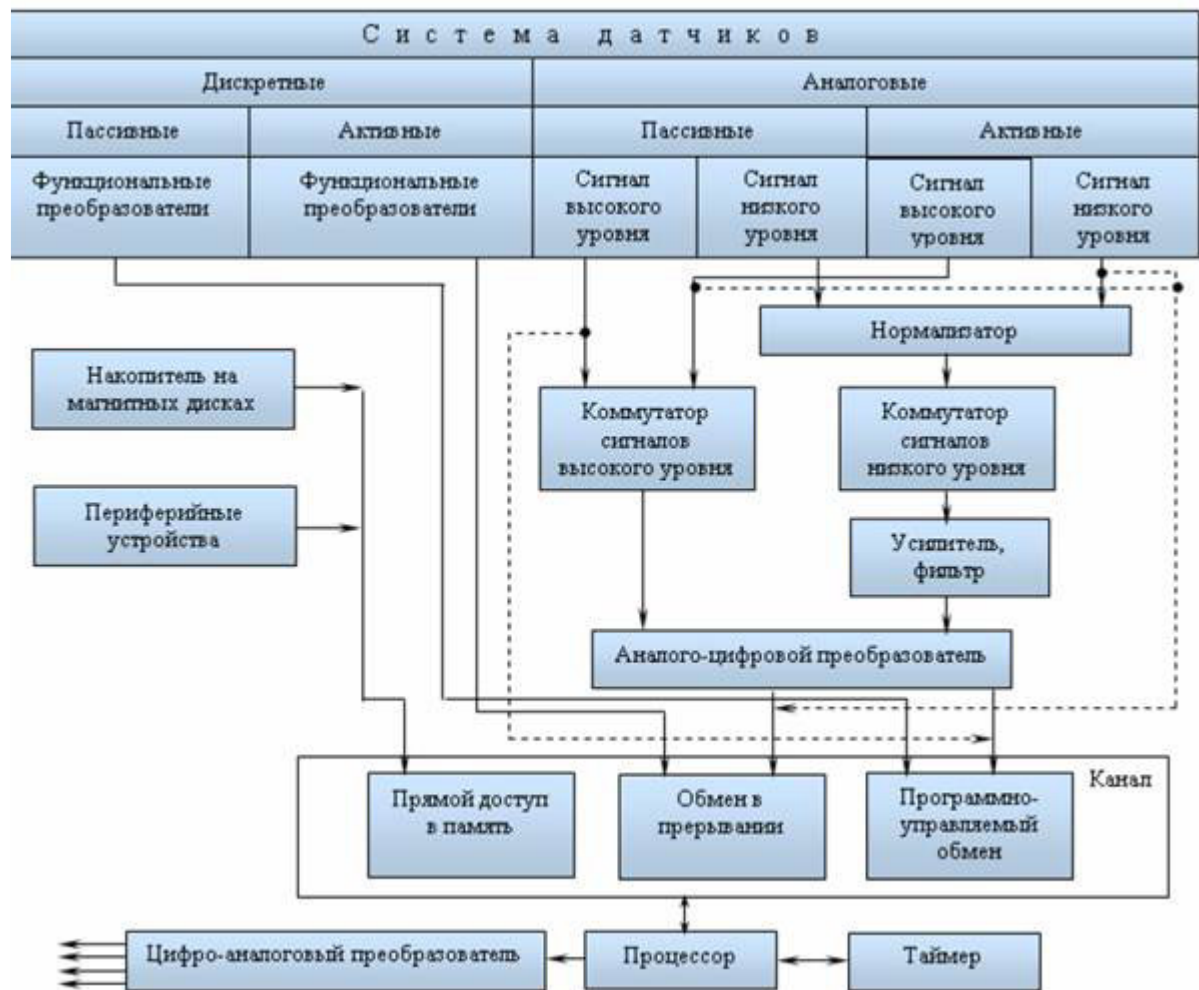 Система датчиков
Дискретные
Аналоговые
Пассивные
Активные
Пассивные
Активные
Функциональные
преобразователи
Функциональные
преобразователи
Сигнал
высокого
уровня
Сигнал
низкого
уровня
Сигнал
высокого
уровня
Сигнал
низкого
уровня
Нормализатор
Накопитель на
магнитных дисках
Коммутатор
сигналов
высокого уровня
Коммутатор
сигналов
низкого уровня
Периферийные
устройства
Усилитель,
фильтр
Аналого-цифровой преобразователь
Канал
Прямой доступ
в память
Обмен в
прерывании
Программно-
управляемый
обмен
Цифро-аналоговый преобразователь
Процессор
Таймер